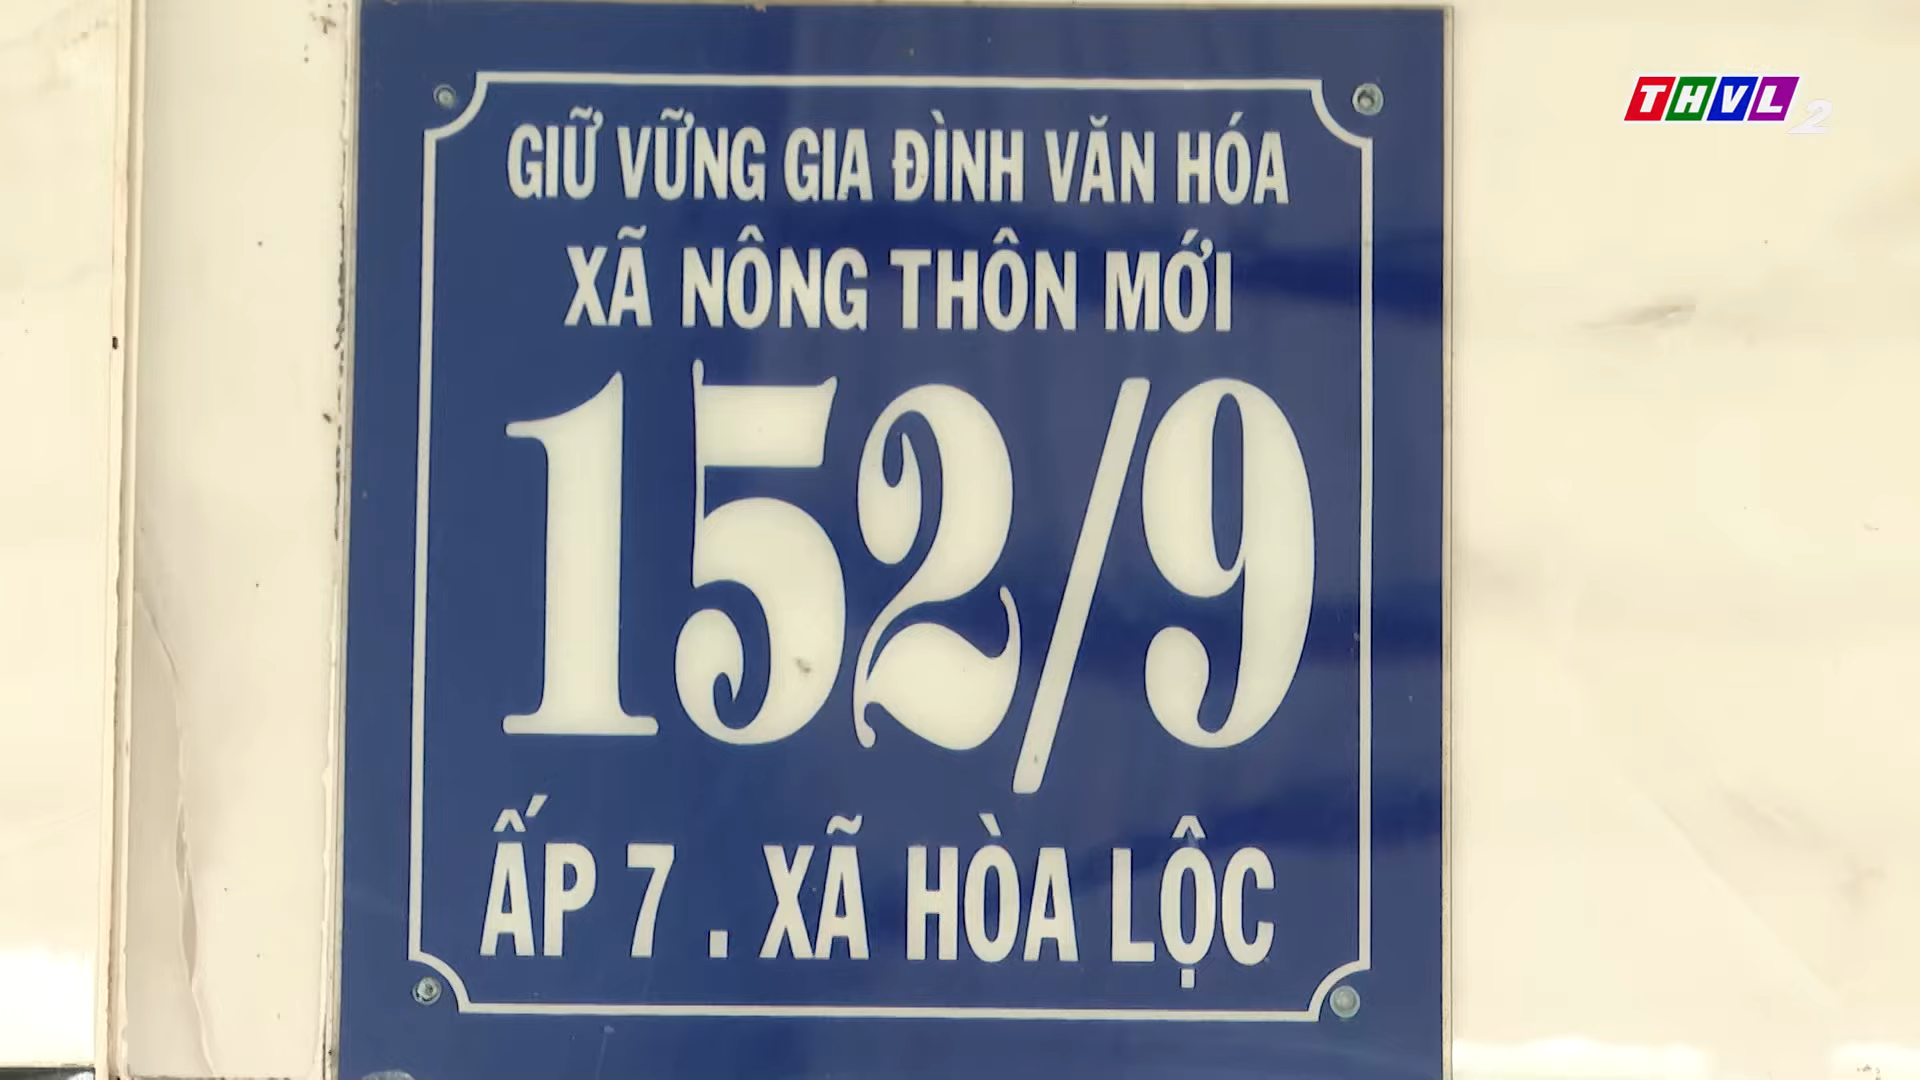 THVL2
GIỮ VỮNG GIA ĐÌNH VĂN HÓA
XÃ NÔNG THÔN MỚI
152/9
ẤP 7 . XÃ HÒA LỘC